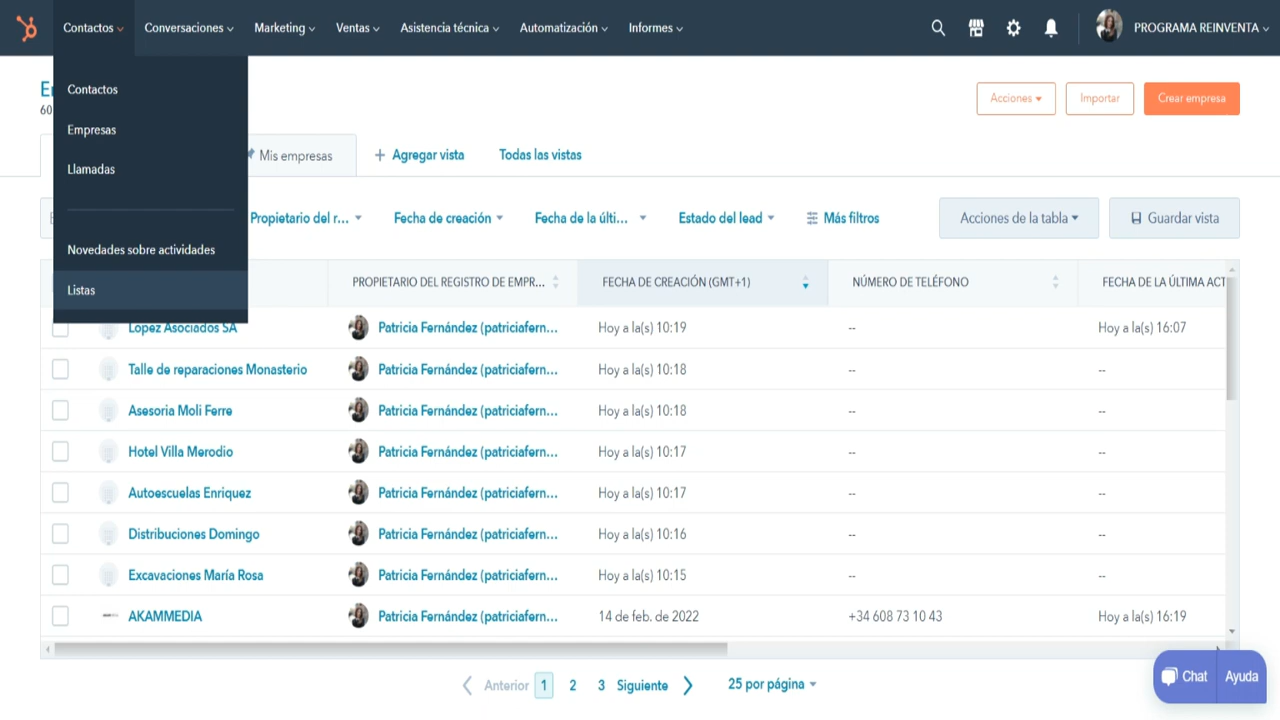 Contactos Conversaciones Marketing Ventas Asistencia técnica Automatización Informes PROGRAMA REINVENTA
Contactos
Empresas
Llamadas
Novedades sobre actividades
Listas
60
Acciones Importar Crear empresa
Mis empresas + Agregar vista Todas las vistas
Propietario del r... Fecha de creación Fecha de la últi... Estado del lead Más filtros Acciones de la tabla Guardar vista
PROPIETARIO DEL REGISTRO DE EMPR... FECHA DE CREACIÓN (GMT+1) NÚMERO DE TELÉFONO FECHA DE LA ÚLTIMA ACT
Lopez Asociados SA Patricia Fernández (patriciafern... Hoy a la(s) 10:19 -- Hoy a la(s) 16:07
Talle de reparaciones Monasterio Patricia Fernández (patriciafern... Hoy a la(s) 10:18 -- --
Asesoria Moli Ferre Patricia Fernández (patriciafern... Hoy a la(s) 10:18 -- --
Hotel Villa Merodio Patricia Fernández (patriciafern... Hoy a la(s) 10:17 -- --
Autoescuelas Enriquez Patricia Fernández (patriciafern... Hoy a la(s) 10:17 -- --
Distribuciones Domingo Patricia Fernández (patriciafern... Hoy a la(s) 10:16 -- --
Excavaciones María Rosa Patricia Fernández (patriciafern... Hoy a la(s) 10:15 -- --
AKAMMEDIA Patricia Fernández (patriciafern... 14 de feb. de 2022 +34 608 73 10 43 Hoy a la(s) 16:19
Anterior 1 2 3 Siguiente 25 por página
Chat Ayuda